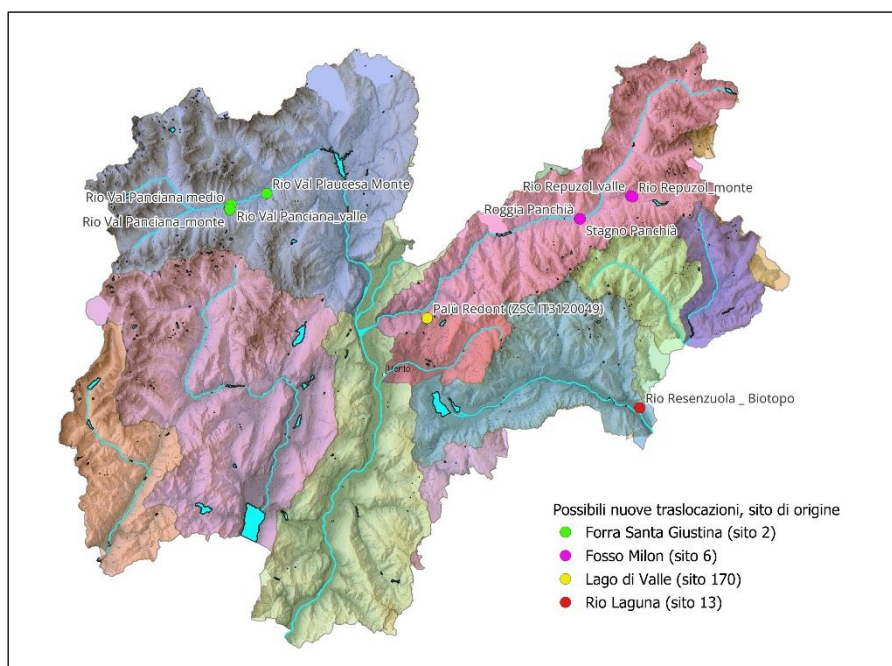 Rio Val Plaucesa Monte
Rio Val Panciana medio
Rio Val Panciana_monte
Rio Val Panciana_valle
Rio Repuzol_valle
Rio Repuzol_monte
Roggia Panchià
Stagno Panchià
Palù Redont (ZSC IT3120049)
Trento
Rio Resenzuola _ Biotopo
Possibili nuove traslocazioni, sito di origine
Forra Santa Giustina (sito 2)
Fosso Milon (sito 6)
Lago di Valle (sito 170)
Rio Laguna (sito 13)